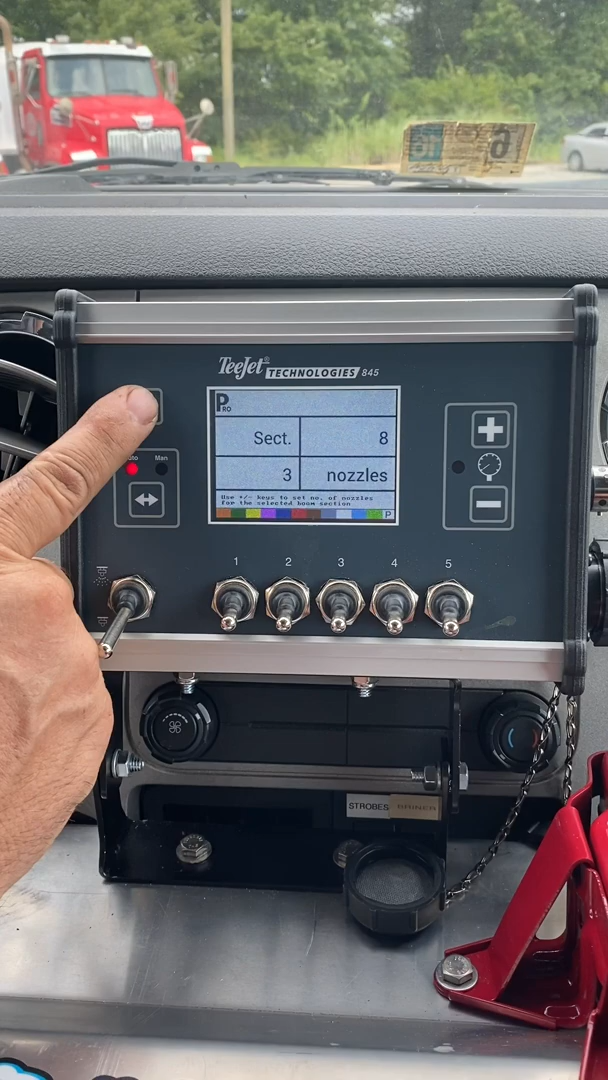 TeeJet® TECHNOLOGIES 845
PRO
Sect. 8
3 nozzles
Use +/- keys to set no. of nozzles
for the selected boom section
P
Man
1 2 3 4 5
STROBES